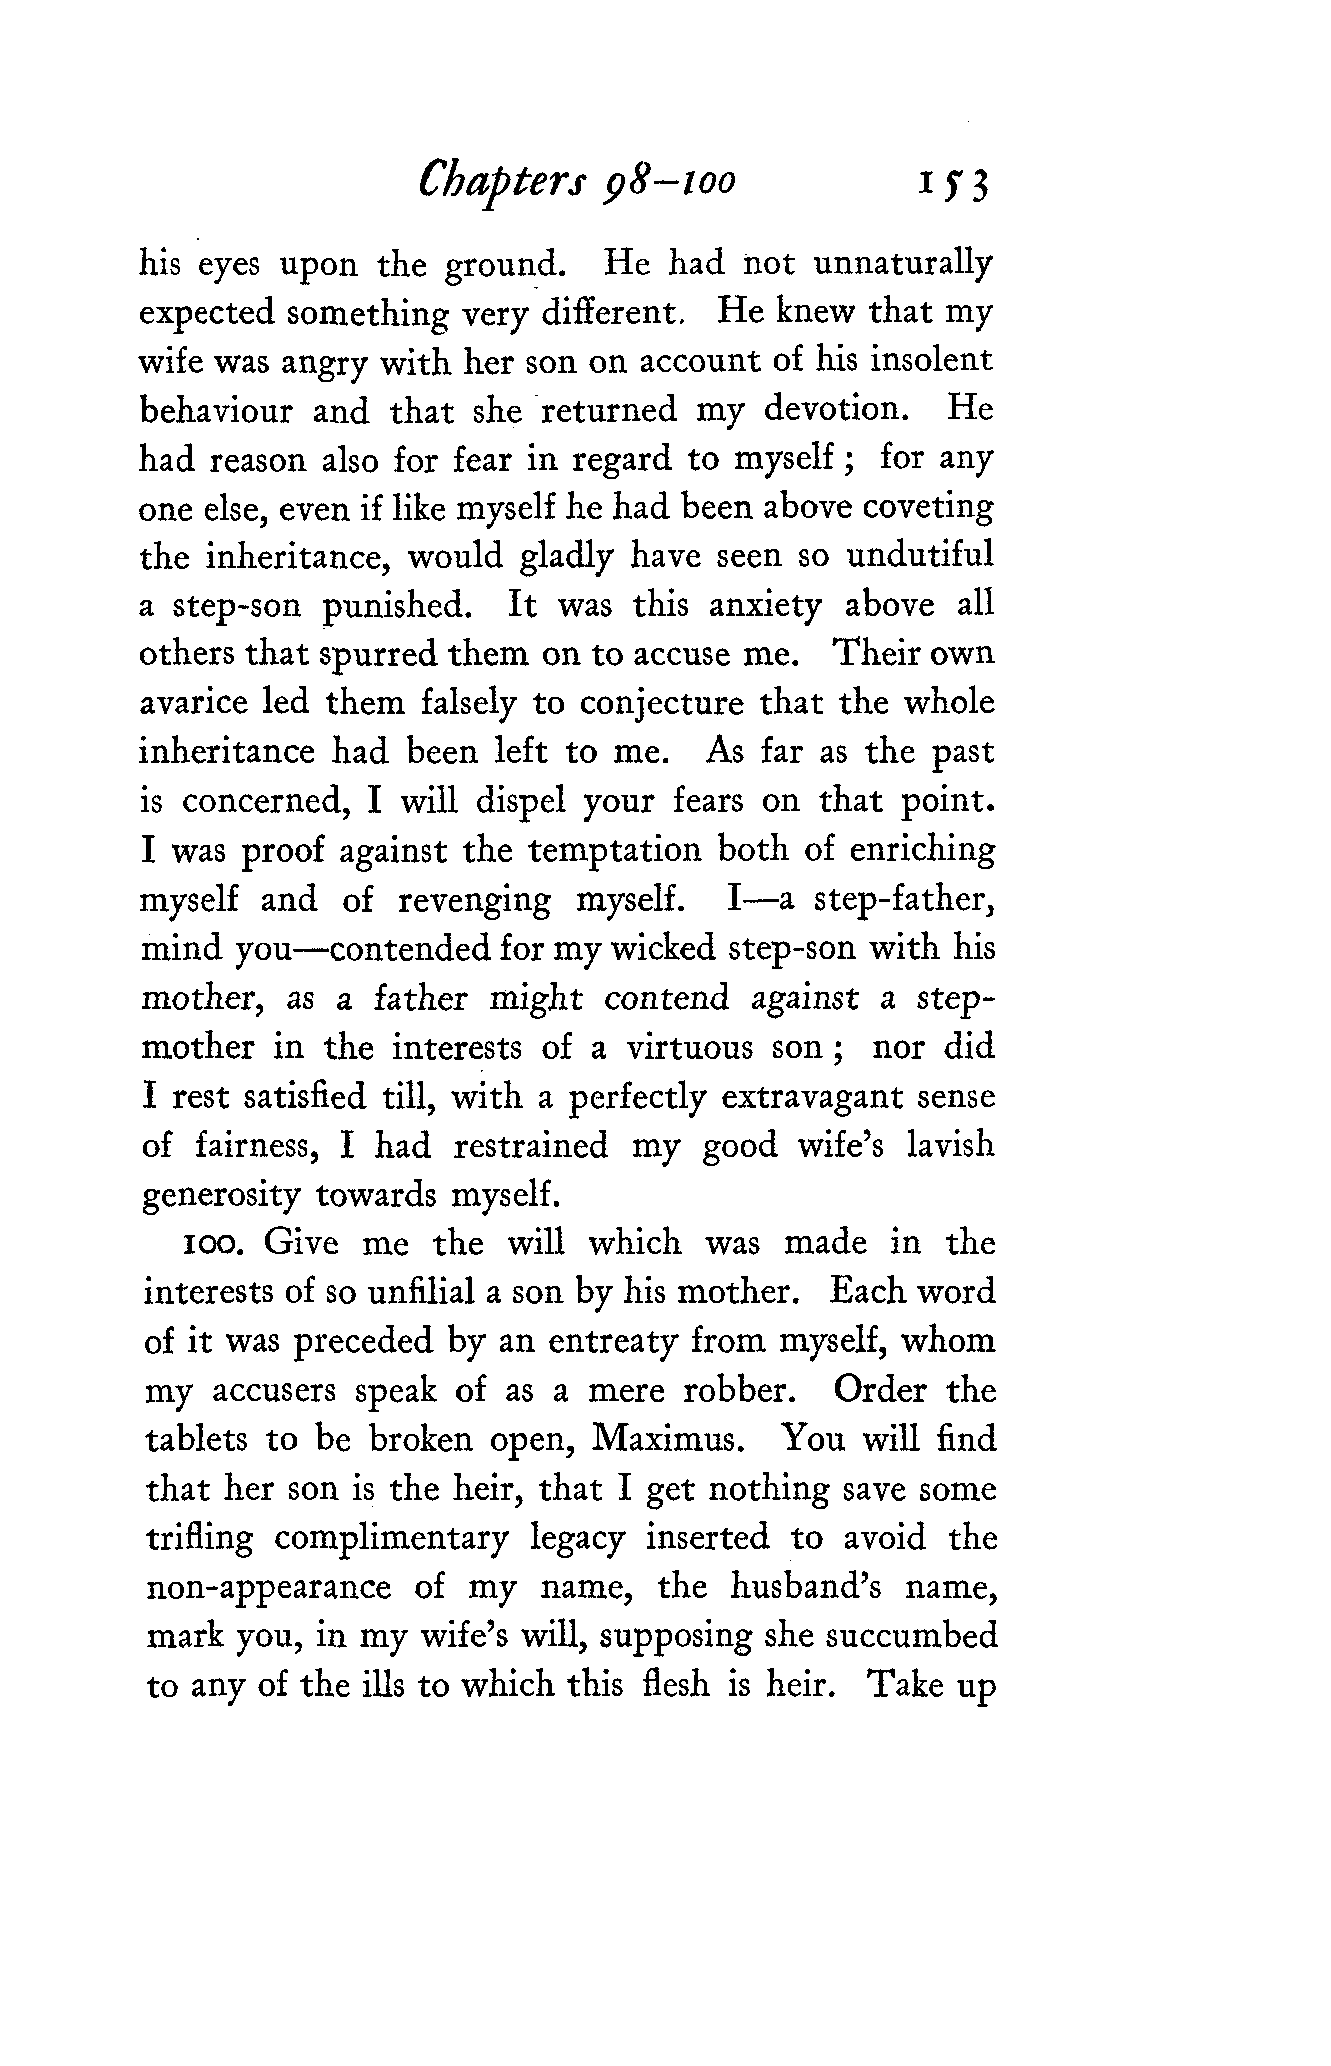 Chapters 98–100 153
his eyes upon the ground. He had not unnaturally
expected something very different. He knew that my
wife was angry with her son on account of his insolent
behaviour and that she returned my devotion. He
had reason also for fear in regard to myself ; for any
one else, even if like myself he had been above coveting
the inheritance, would gladly have seen so undutiful
a step-son punished. It was this anxiety above all
others that spurred them on to accuse me. Their own
avarice led them falsely to conjecture that the whole
inheritance had been left to me. As far as the past
is concerned, I will dispel your fears on that point.
I was proof against the temptation both of enriching
myself and of revenging myself. I—a step-father,
mind you—contended for my wicked step-son with his
mother, as a father might contend against a step-
mother in the interests of a virtuous son ; nor did
I rest satisfied till, with a perfectly extravagant sense
of fairness, I had restrained my good wife's lavish
generosity towards myself.
100. Give me the will which was made in the
interests of so unfilial a son by his mother. Each word
of it was preceded by an entreaty from myself, whom
my accusers speak of as a mere robber. Order the
tablets to be broken open, Maximus. You will find
that her son is the heir, that I get nothing save some
trifling complimentary legacy inserted to avoid the
non-appearance of my name, the husband's name,
mark you, in my wife's will, supposing she succumbed
to any of the ills to which this flesh is heir. Take up